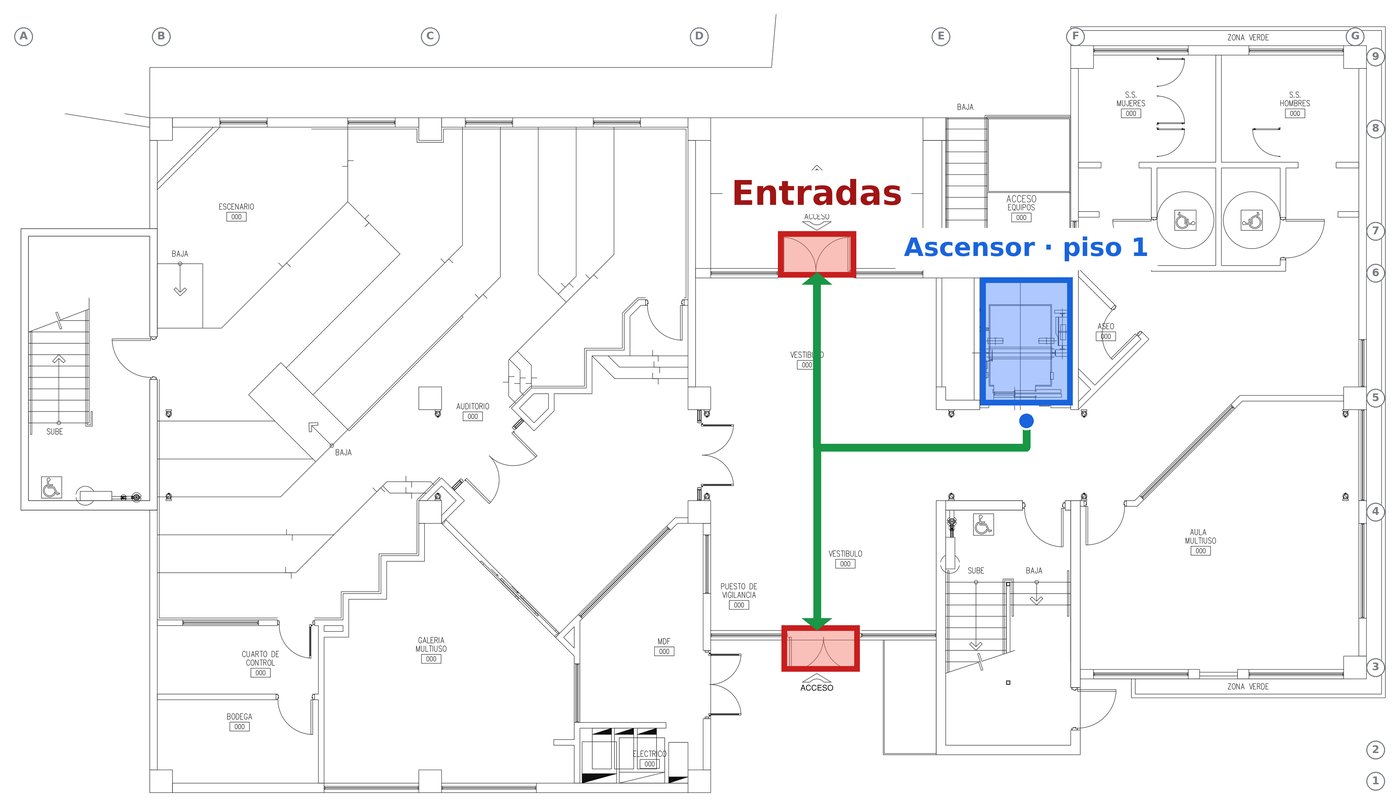 A
B
C
D
E
F
G
ZONA VERDE
9
S.S.
MUJERES
000
S.S.
HOMBRES
000
BAJA
8
Entradas
ACCESO
ESCENARIO
000
ACCESO
EQUIPOS
000
7
Ascensor · piso 1
BAJA
6
ASEO
000
VESTIBULO
000
5
AUDITORIO
000
SUBE
BAJA
4
AULA
MULTIUSO
000
VESTIBULO
000
SUBE
BAJA
PUESTO DE
VIGILANCIA
000
GALERIA
MULTIUSO
000
MDF
000
CUARTO DE
CONTROL
000
3
ACCESO
ZONA VERDE
BODEGA
000
ELECTRICO
000
2
1